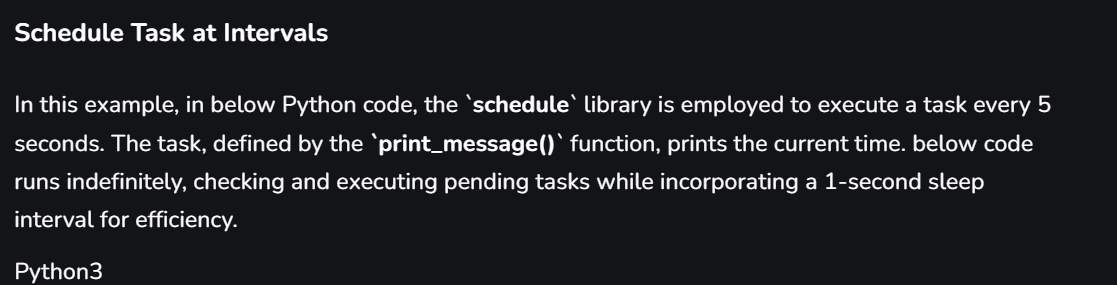 Schedule Task at Intervals
In this example, in below Python code, the `schedule` library is employed to execute a task every 5
seconds. The task, defined by the `print_message()` function, prints the current time. below code
runs indefinitely, checking and executing pending tasks while incorporating a 1-second sleep
interval for efficiency.
Python3